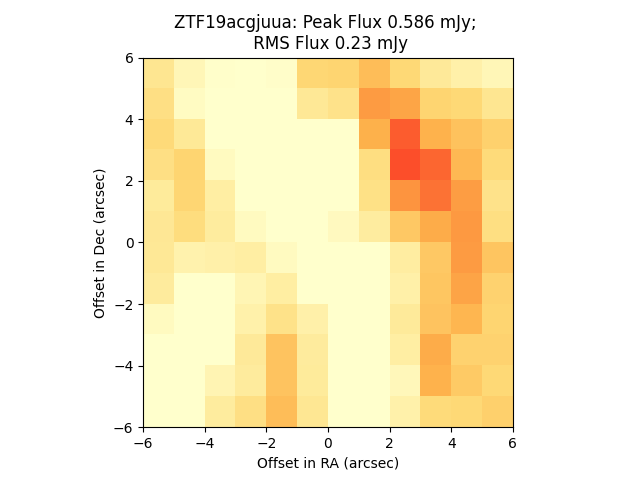 ZTF19acgjuua: Peak Flux 0.586 mJy;
RMS Flux 0.23 mJy
6
4
2
0
−2
−4
−6
Offset in Dec (arcsec)
−6 −4 −2 0 2 4 6
Offset in RA (arcsec)